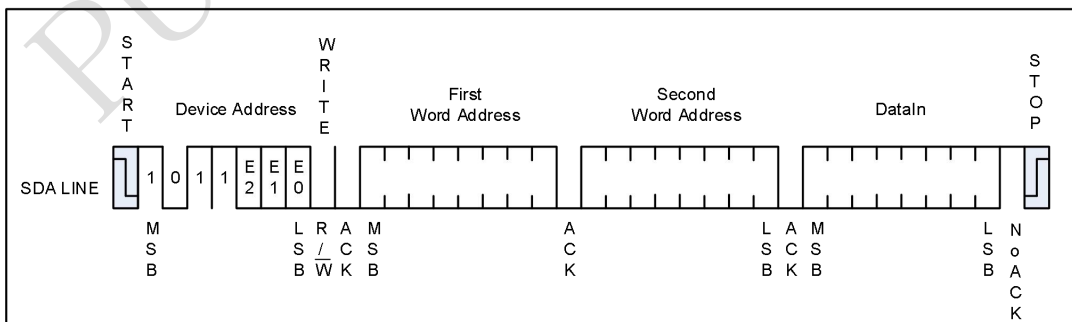 PU
START
WRITE
STOP
Device Address
First
Word Address
Second
Word Address
DataIn
SDA LINE
1 0 1 1 E2 E1 E0
MSB
LSB
R/W
ACK
MSB
ACK
LSB
ACK
MSB
LSB
NoACK